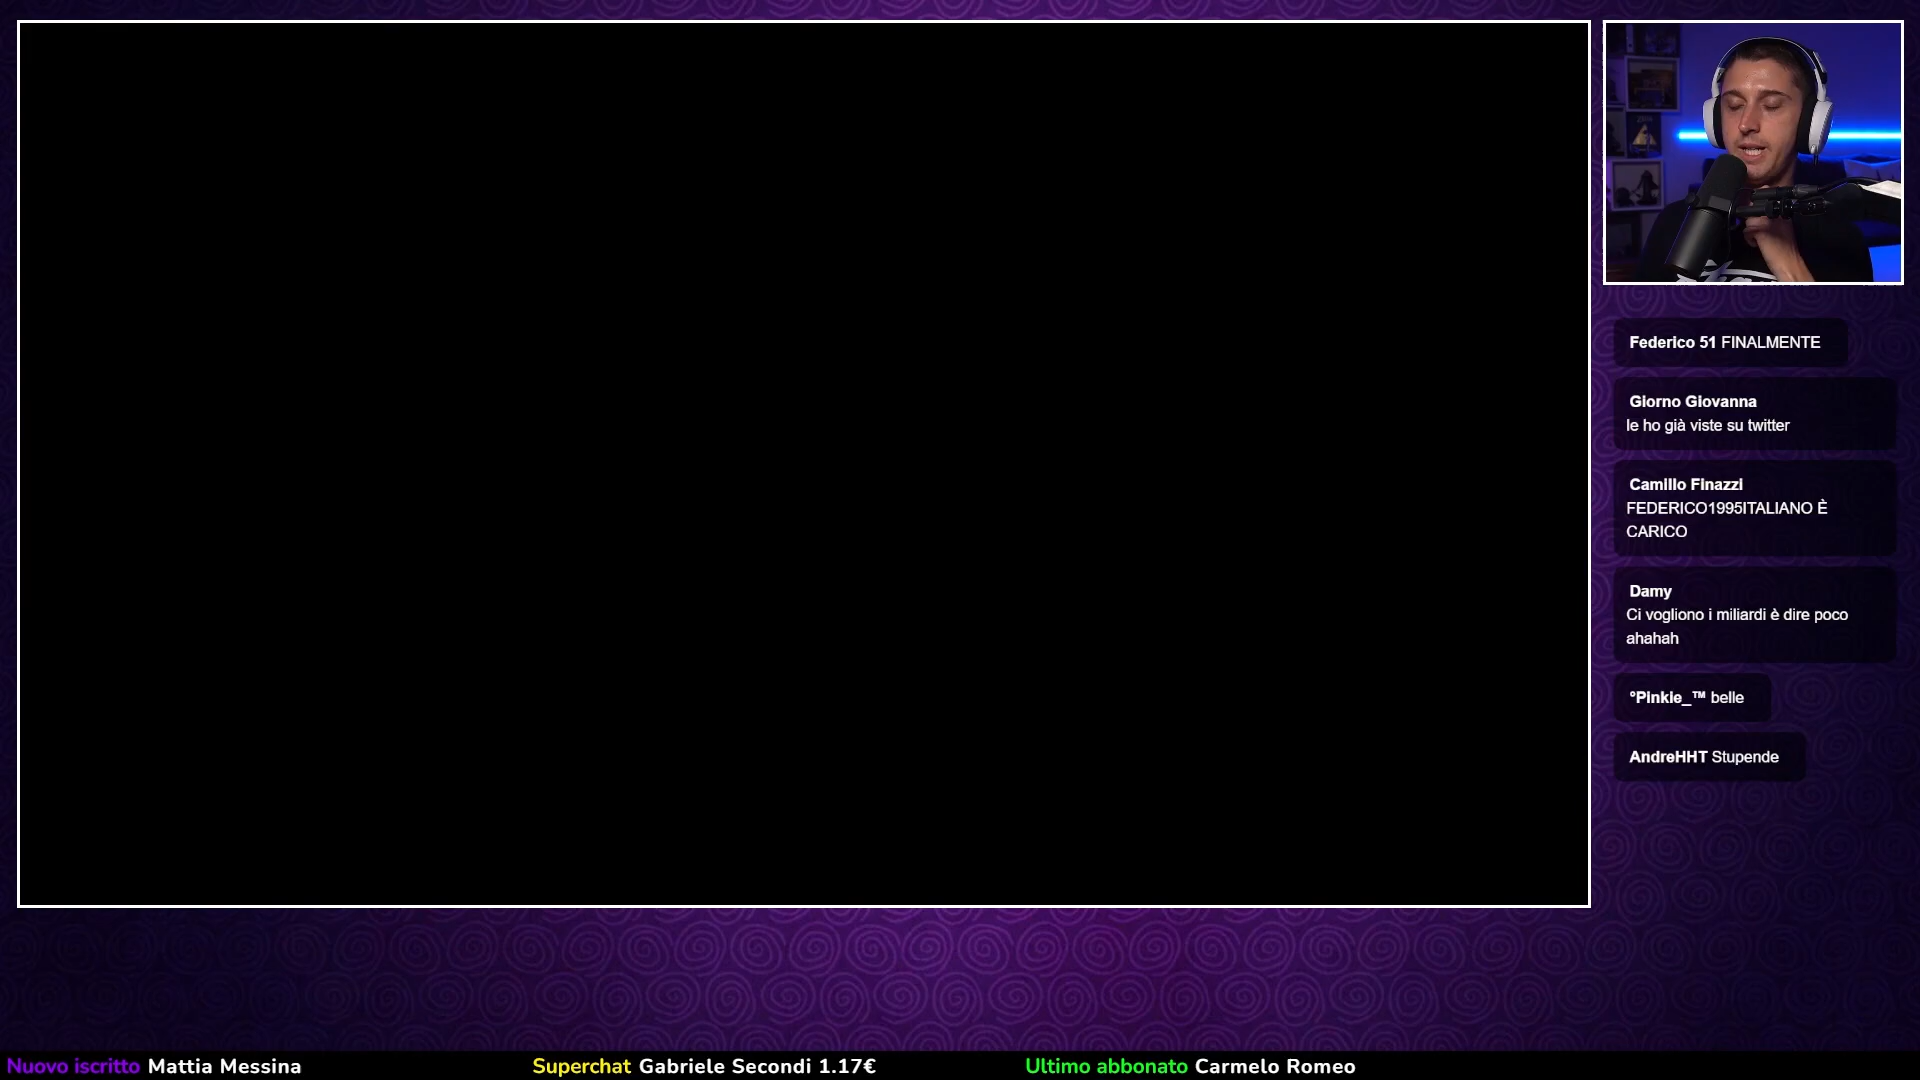 Federico 51 FINALMENTE
Giorno Giovanna
le ho già viste su twitter
Camillo Finazzi
FEDERICO1995ITALIANO È
CARICO
Damy
Ci vogliono i miliardi è dire poco
ahahah
°Pinkie_™ belle
AndreHHT Stupende
Nuovo iscritto Mattia Messina
Superchat Gabriele Secondi 1.17€
Ultimo abbonato Carmelo Romeo